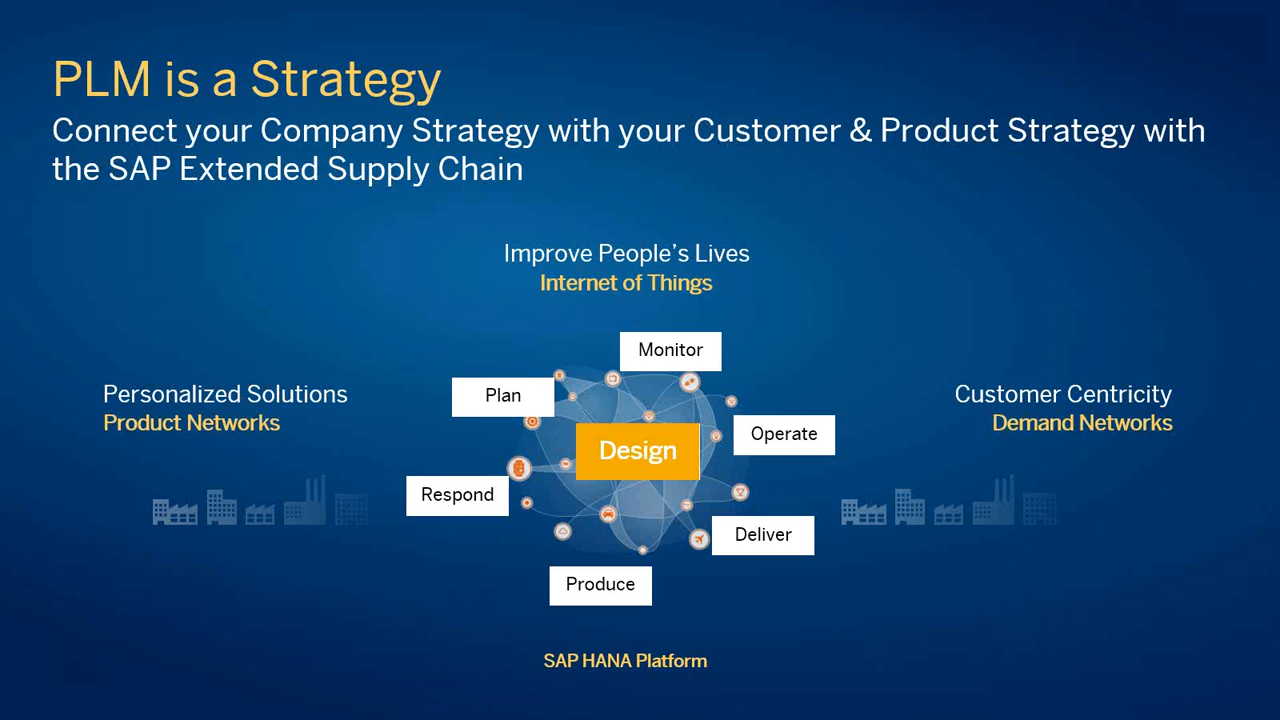 PLM is a Strategy
Connect your Company Strategy with your Customer & Product Strategy with
the SAP Extended Supply Chain
Improve People’s Lives
Internet of Things
Monitor
Personalized Solutions
Product Networks
Plan
Customer Centricity
Demand Networks
Operate
Design
Respond
Deliver
Produce
SAP HANA Platform